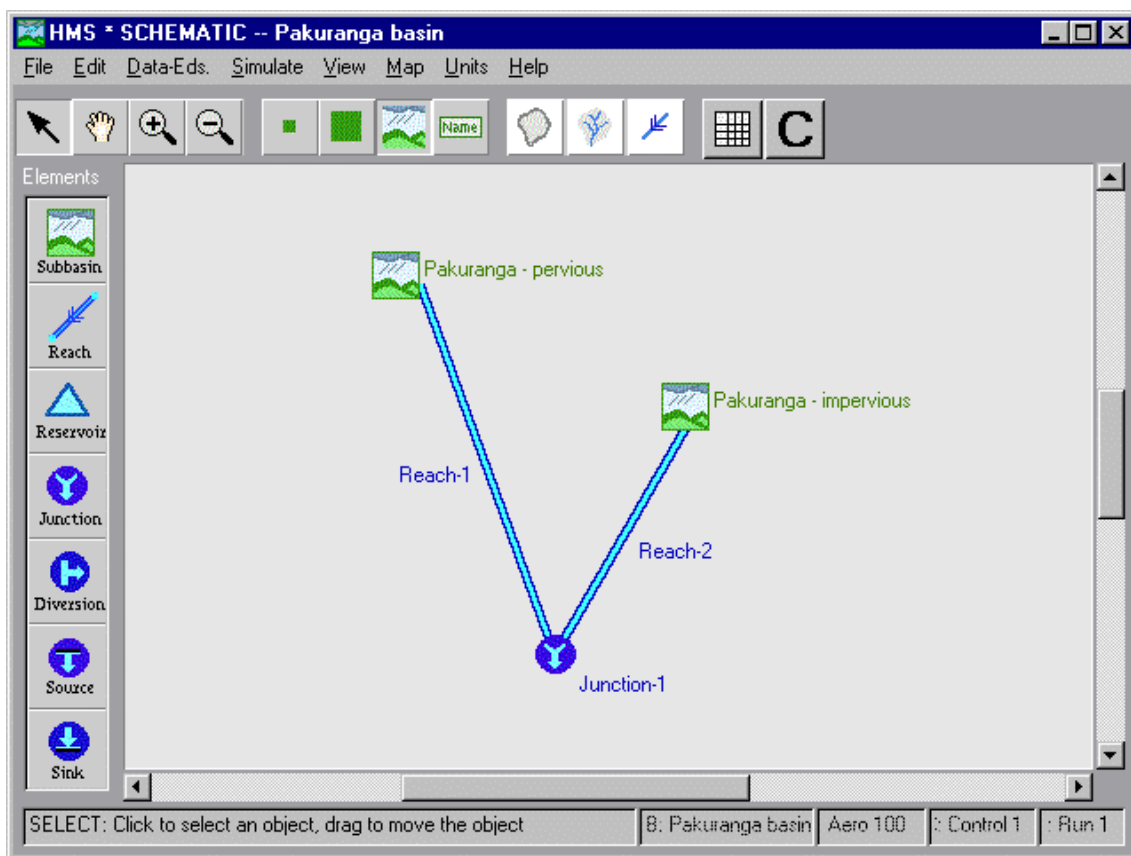 HMS * SCHEMATIC -- Pakuranga basin
File Edit Data-Eds. Simulate View Map Units Help
Name
C
Elements
Subbasin
Reach
Reservoir
Junction
Diversion
Source
Sink
Pakuranga - pervious
Pakuranga - impervious
Reach-1
Reach-2
Junction-1
SELECT: Click to select an object, drag to move the object
B: Pakuranga basin
Aero 100
: Control 1
: Run 1